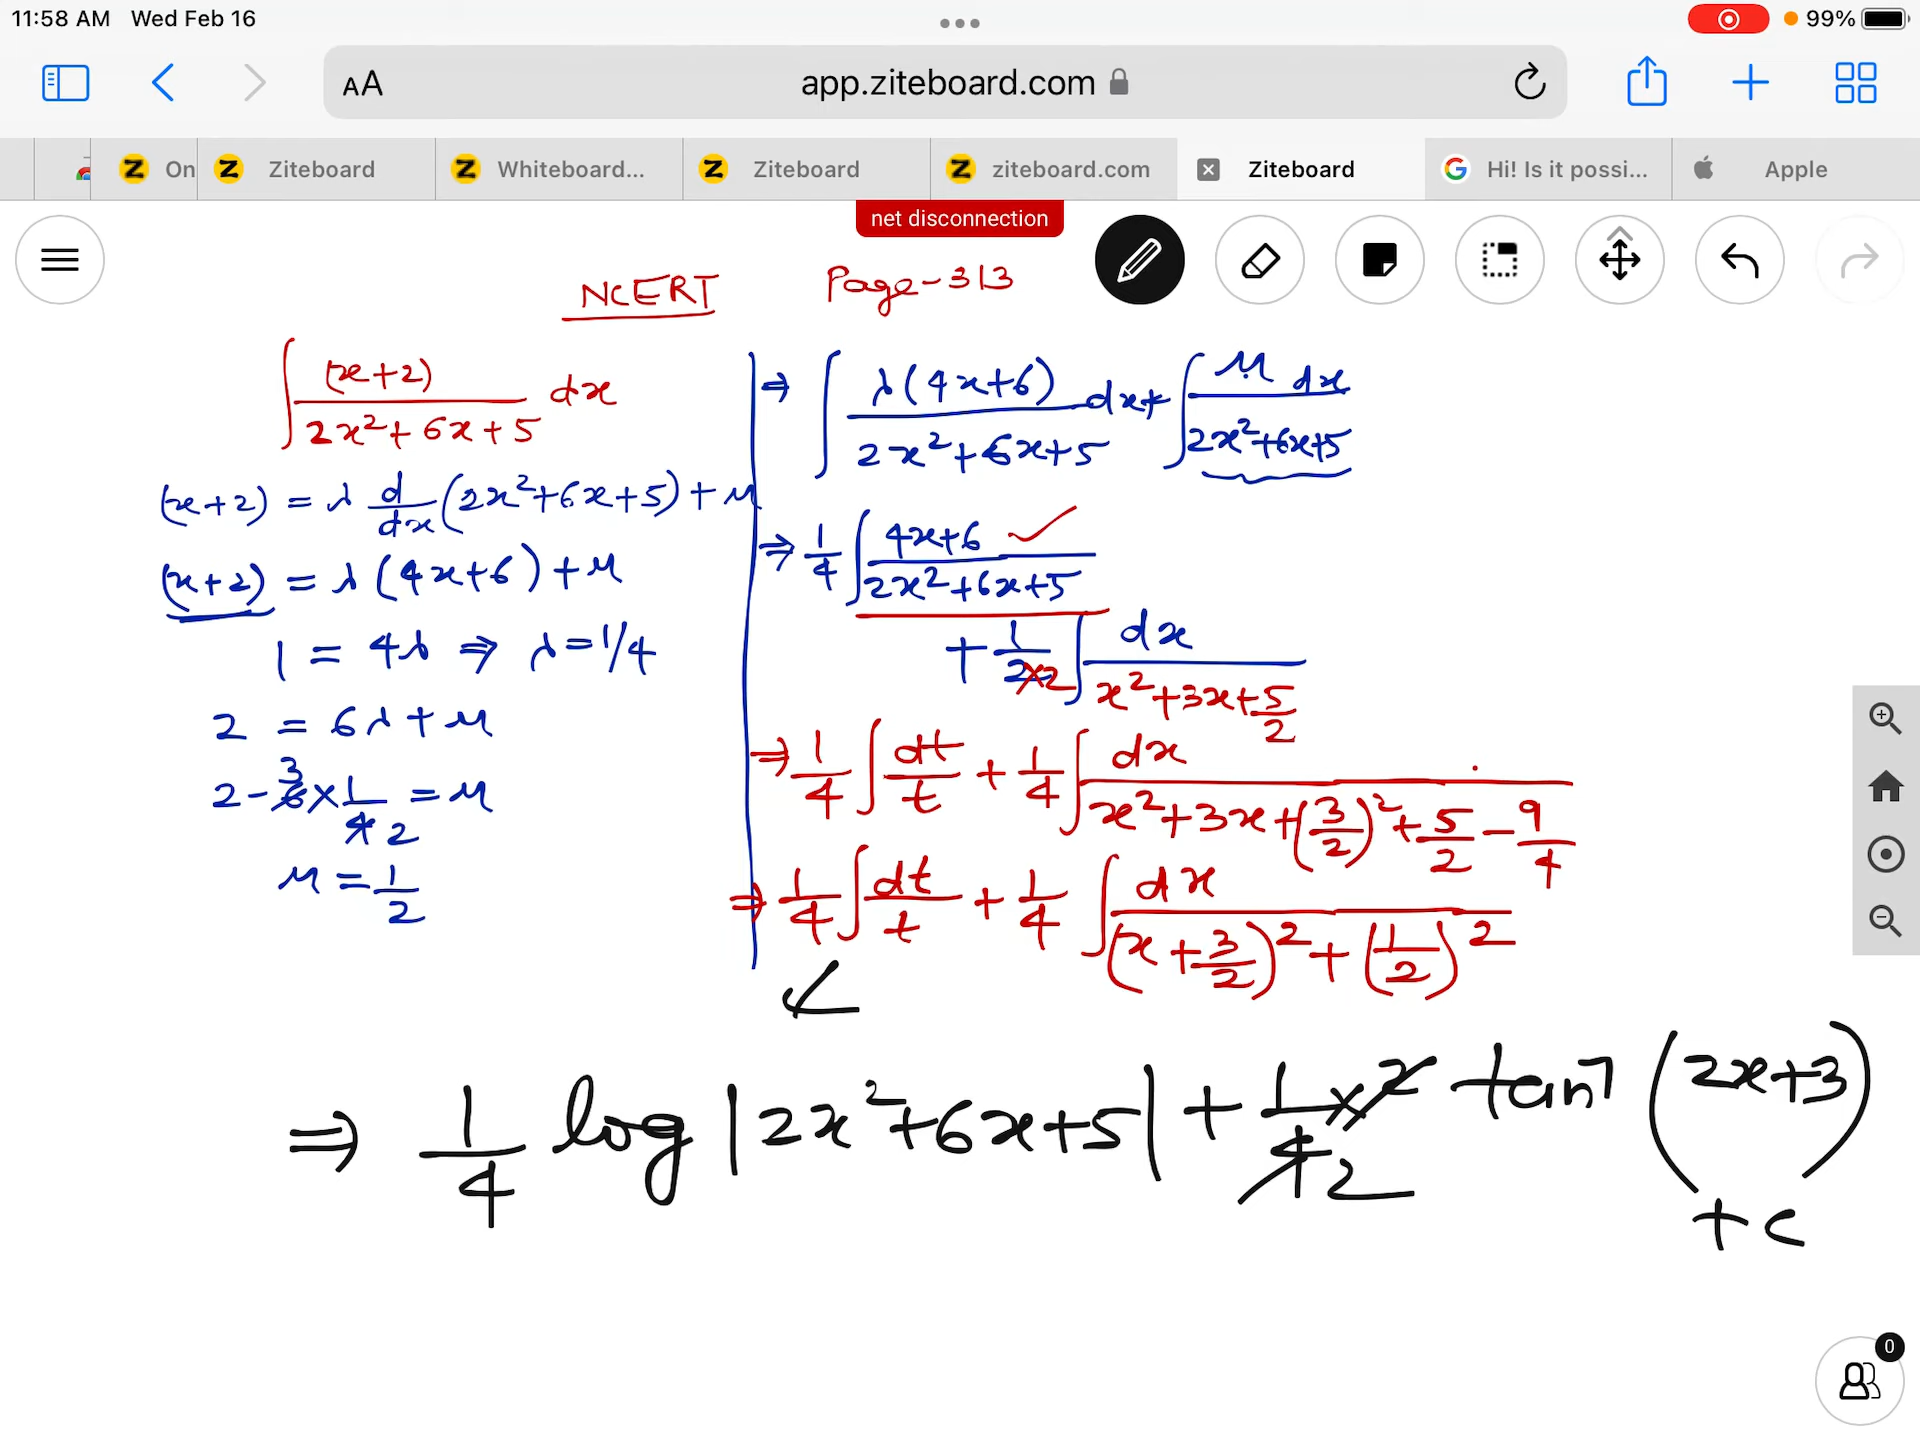 11:58 AM Wed Feb 16
99%
AA app.ziteboard.com
On Ziteboard Whiteboard... Ziteboard ziteboard.com Ziteboard Hi! Is it possi... Apple
net disconnection
NCERT Page-313
∫ (x+2)/(2x²+6x+5) dx
(x+2) = λ d/dx (2x²+6x+5) + μ
(x+2) = λ (4x+6) + μ
1 = 4λ ⇒ λ = 1/4
2 = 6λ + μ
2 - 6 3 × 1/4 2 = μ
μ = 1/2
⇒ ∫ λ(4x+6)/(2x²+6x+5) dx + ∫ μ dx/(2x²+6x+5)
⇒ 1/4 ∫ (4x+6)/(2x²+6x+5)
+ 1/(2×2) ∫ dx/(x²+3x+5/2)
⇒ 1/4 ∫ dt/t + 1/4 ∫ dx/(x²+3x+(3/2)²+5/2-9/4)
⇒ 1/4 ∫ dt/t + 1/4 ∫ dx/((x+3/2)²+(1/2)²)
⇒ 1/4 log |2x²+6x+5| + 1/4 2 × 2 tan⁻¹ (2x+3)
+ c
0